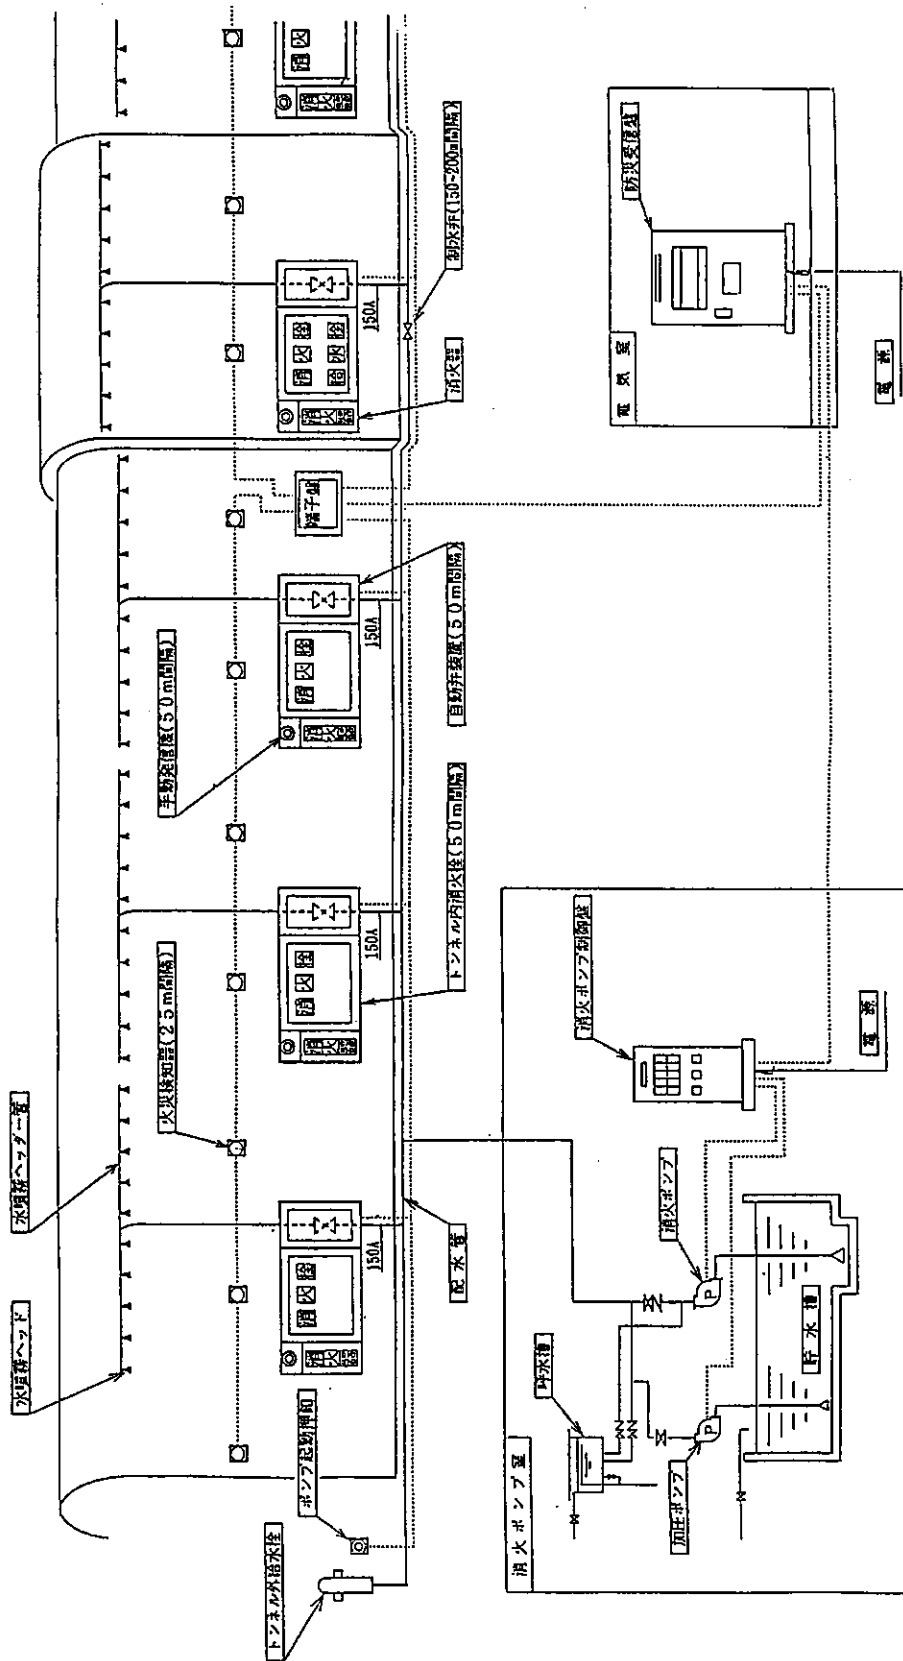 水噴霧ヘッド
水噴霧ヘッダー管
火災検知器(25m間隔)
手動発信機(50m間隔)
消火栓
消火器
150A
消火栓
消火器
150A
消火栓
消火器
150A
端子盤
消火栓
給水栓
消火器
150A
消火
消火器
トンネル外給水栓
ポンプ起動押釦
配水管
トンネル内消火栓(50m間隔)
自動弁装置(50m間隔)
消火器
制水弁(150~200m間隔)
消火ポンプ室
呼水槽
加圧ポンプ
P
消火ポンプ
P
貯水槽
消火ポンプ制御盤
電源
電気室
防災受信盤
電源